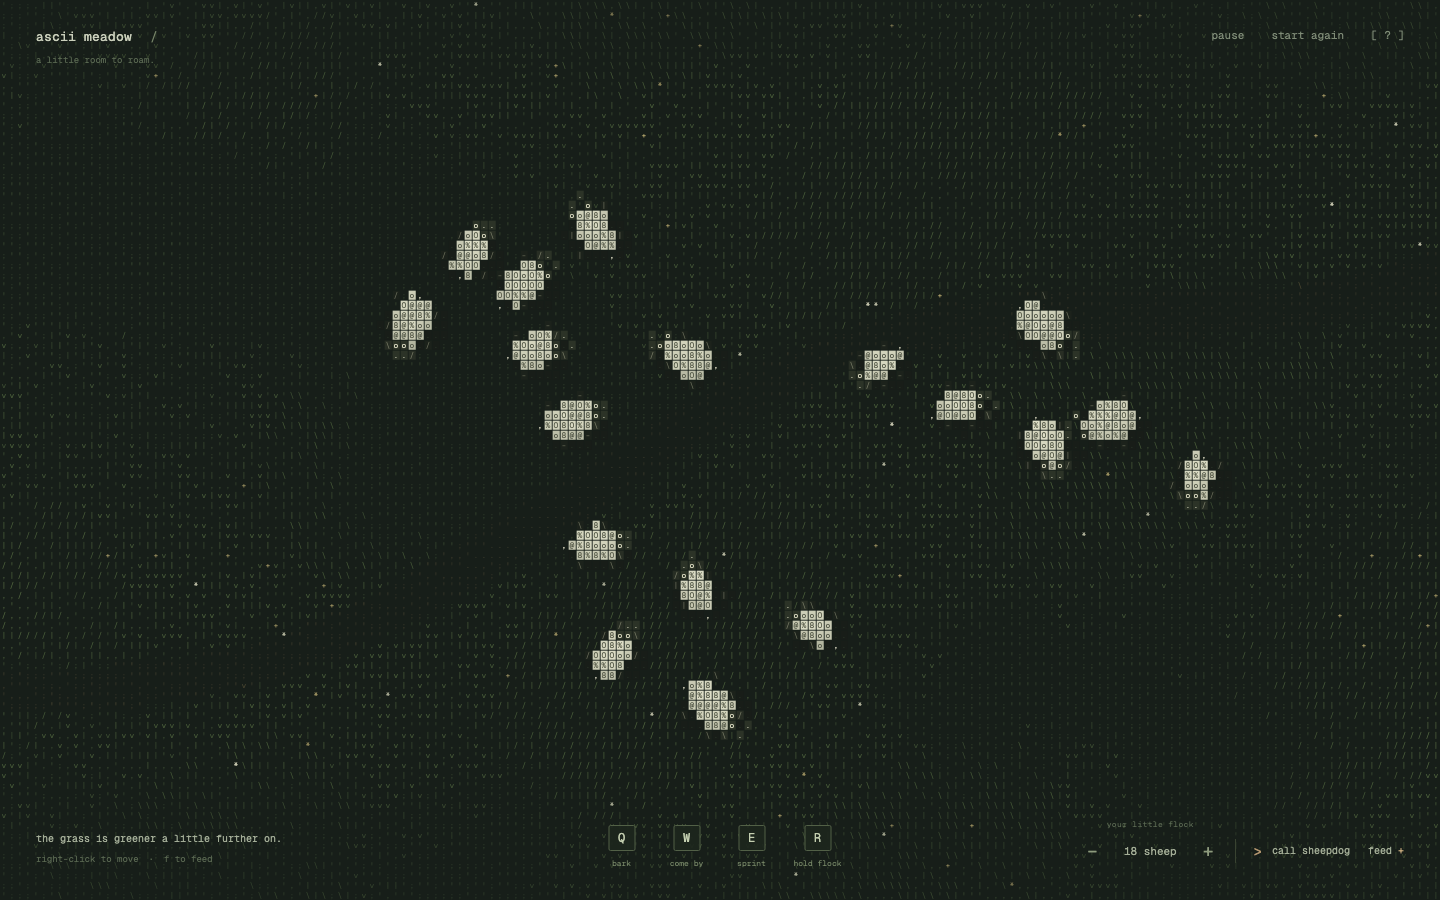 ascii meadow /
a little room to roam.
pause start again [ ? ]
the grass is greener a little further on.
right-click to move · f to feed
Q W E R
bark come by sprint hold flock
your little flock
− 18 sheep + > call sheepdog feed +